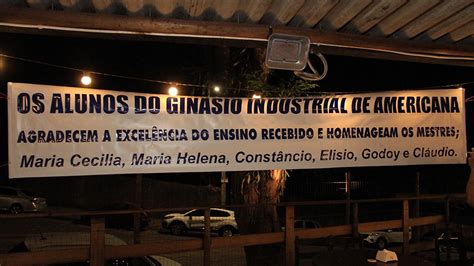 OS ALUNOS DO GINÁSIO INDUSTRIAL DE AMERICANA
AGRADECEM A EXCELÊNCIA DO ENSINO RECEBIDO E HOMENAGEAM OS MESTRES;
Maria Cecilia, Maria Helena, Constâncio, Elisio, Godoy e Cláudio.